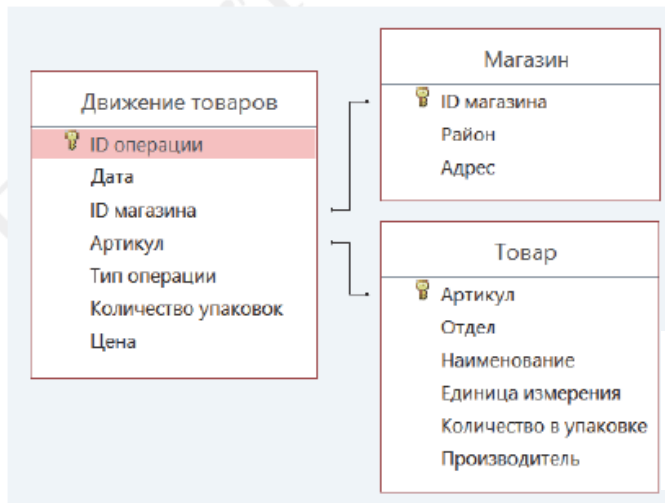 Движение товаров
ID операции
Дата
ID магазина
Артикул
Тип операции
Количество упаковок
Цена
Магазин
ID магазина
Район
Адрес
Товар
Артикул
Отдел
Наименование
Единица измерения
Количество в упаковке
Производитель